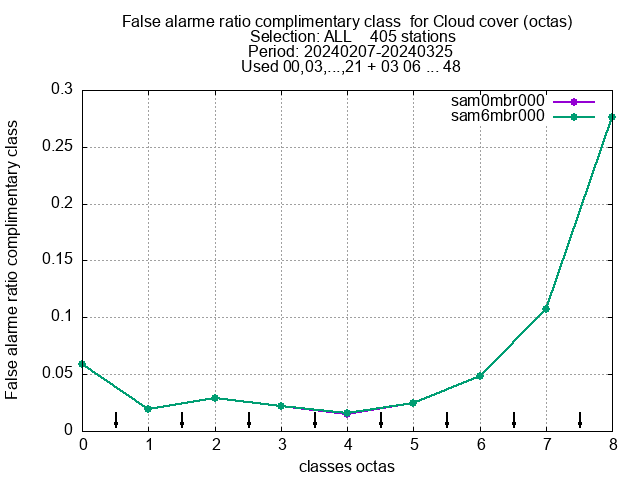 False alarme ratio complimentary class  for Cloud cover (octas)
Selection: ALL    405 stations
Period: 20240207-20240325
Used 00,03,...,21 + 03 06 ... 48
sam0mbr000
sam6mbr000
False alarme ratio complimentary class
0.3
0.25
0.2
0.15
0.1
0.05
0
0 1 2 3 4 5 6 7 8
classes octas